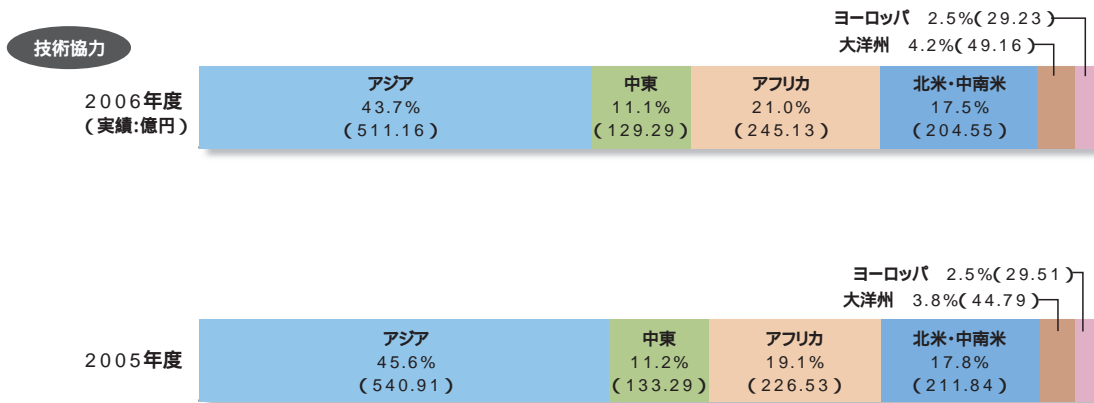 技術協力
ヨーロッパ 2.5%(29.23)
大洋州 4.2%(49.16)
2006年度
(実績:億円)
アジア
43.7%
(511.16)
中東
11.1%
(129.29)
アフリカ
21.0%
(245.13)
北米・中南米
17.5%
(204.55)
ヨーロッパ 2.5%(29.51)
大洋州 3.8%(44.79)
2005年度
アジア
45.6%
(540.91)
中東
11.2%
(133.29)
アフリカ
19.1%
(226.53)
北米・中南米
17.8%
(211.84)